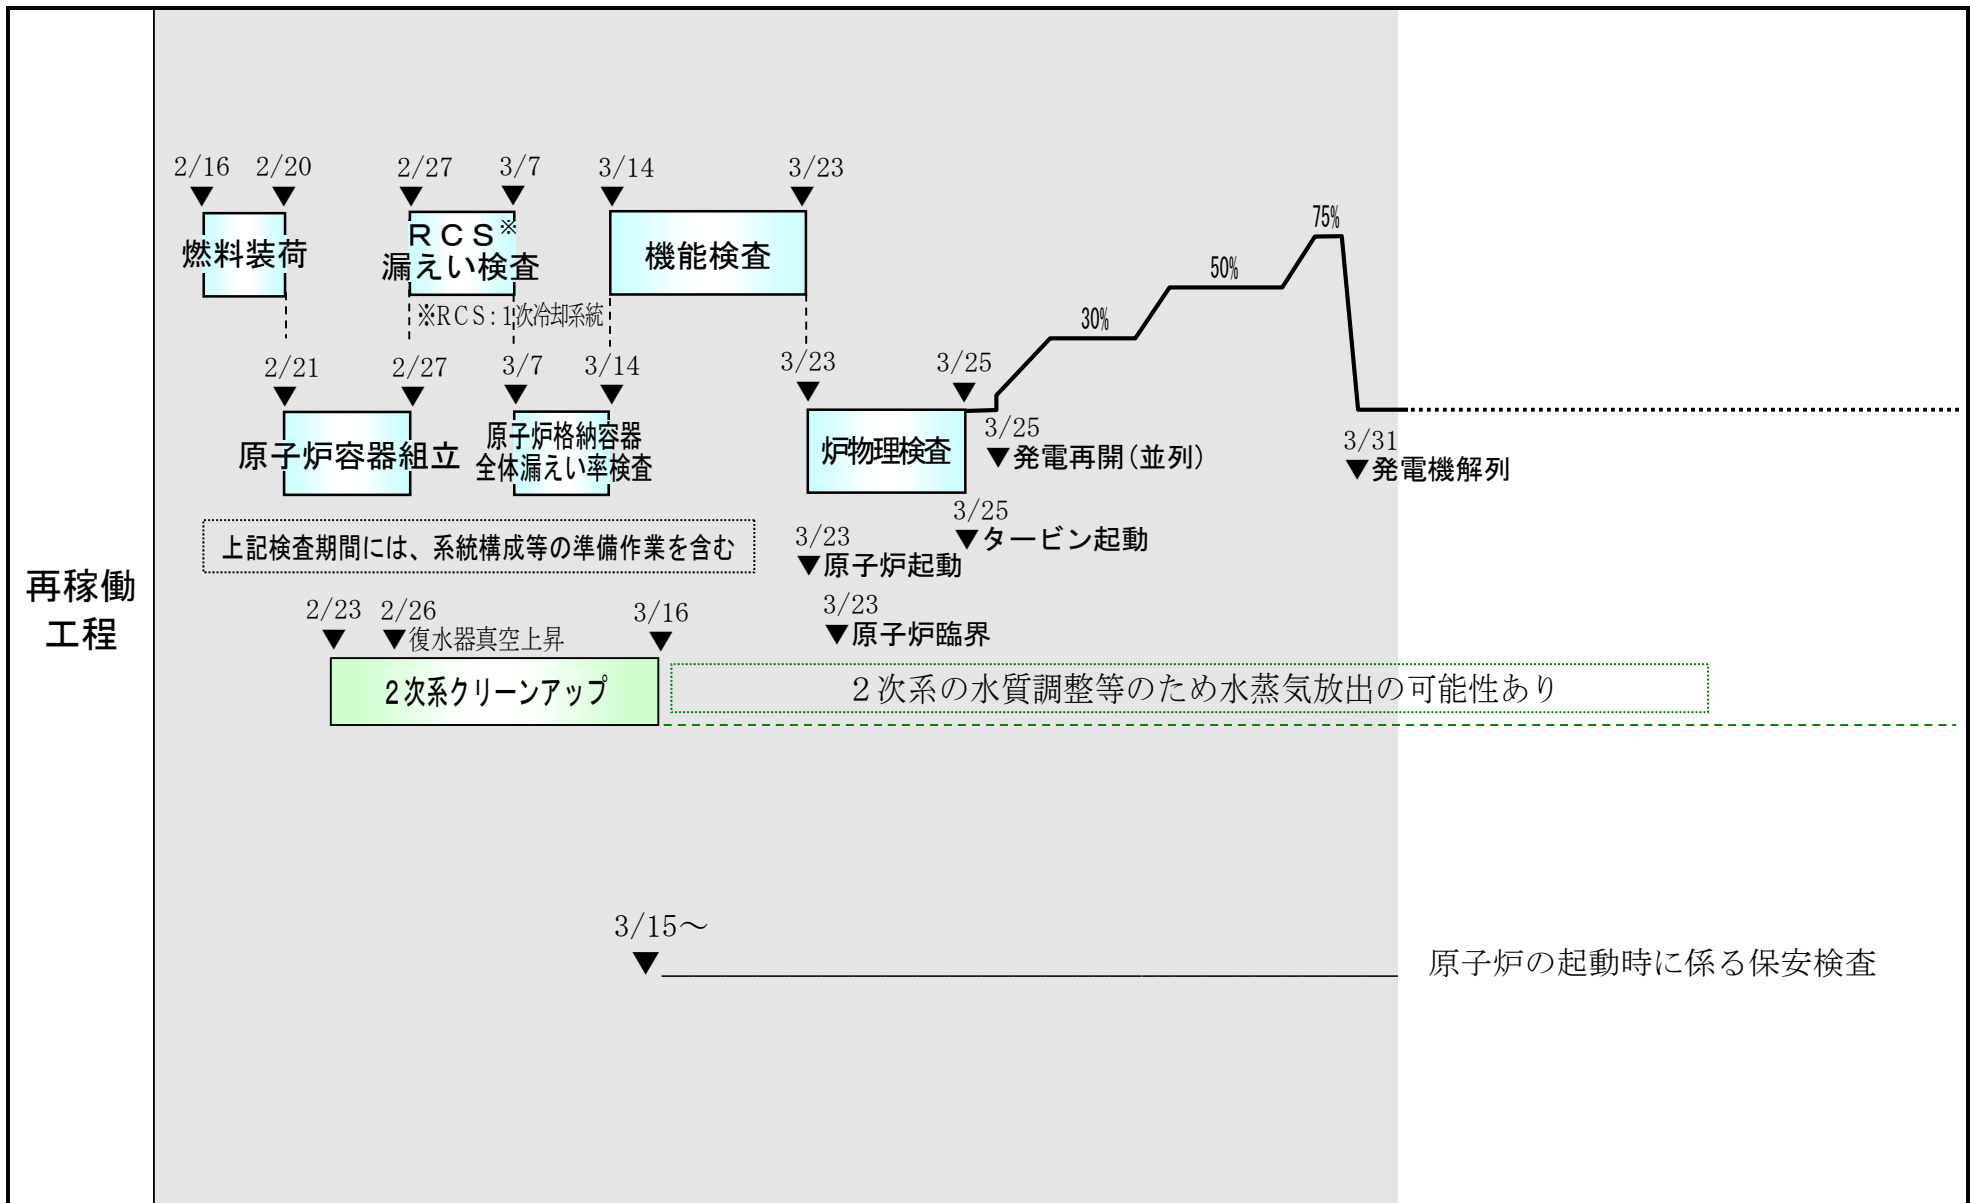 再稼働
工程
2/16 2/20 2/27 3/7 3/14 3/23
▼ ▼ ▼ ▼ ▼ ▼
燃料装荷
ＲＣＳ※
漏えい検査
機能検査
※RCS:1次冷却系統
30%
50%
75%
2/21 2/27 3/7 3/14 3/23 3/25
▼ ▼ ▼ ▼ ▼ ▼
原子炉容器組立
原子炉格納容器
全体漏えい率検査
炉物理検査
3/25
▼発電再開(並列)
3/31
▼発電機解列
3/25
▼タービン起動
上記検査期間には、系統構成等の準備作業を含む
3/23
▼原子炉起動
3/23
▼原子炉臨界
2/23 2/26 3/16
▼ ▼復水器真空上昇 ▼
２次系クリーンアップ
２次系の水質調整等のため水蒸気放出の可能性あり
3/15～
▼
原子炉の起動時に係る保安検査